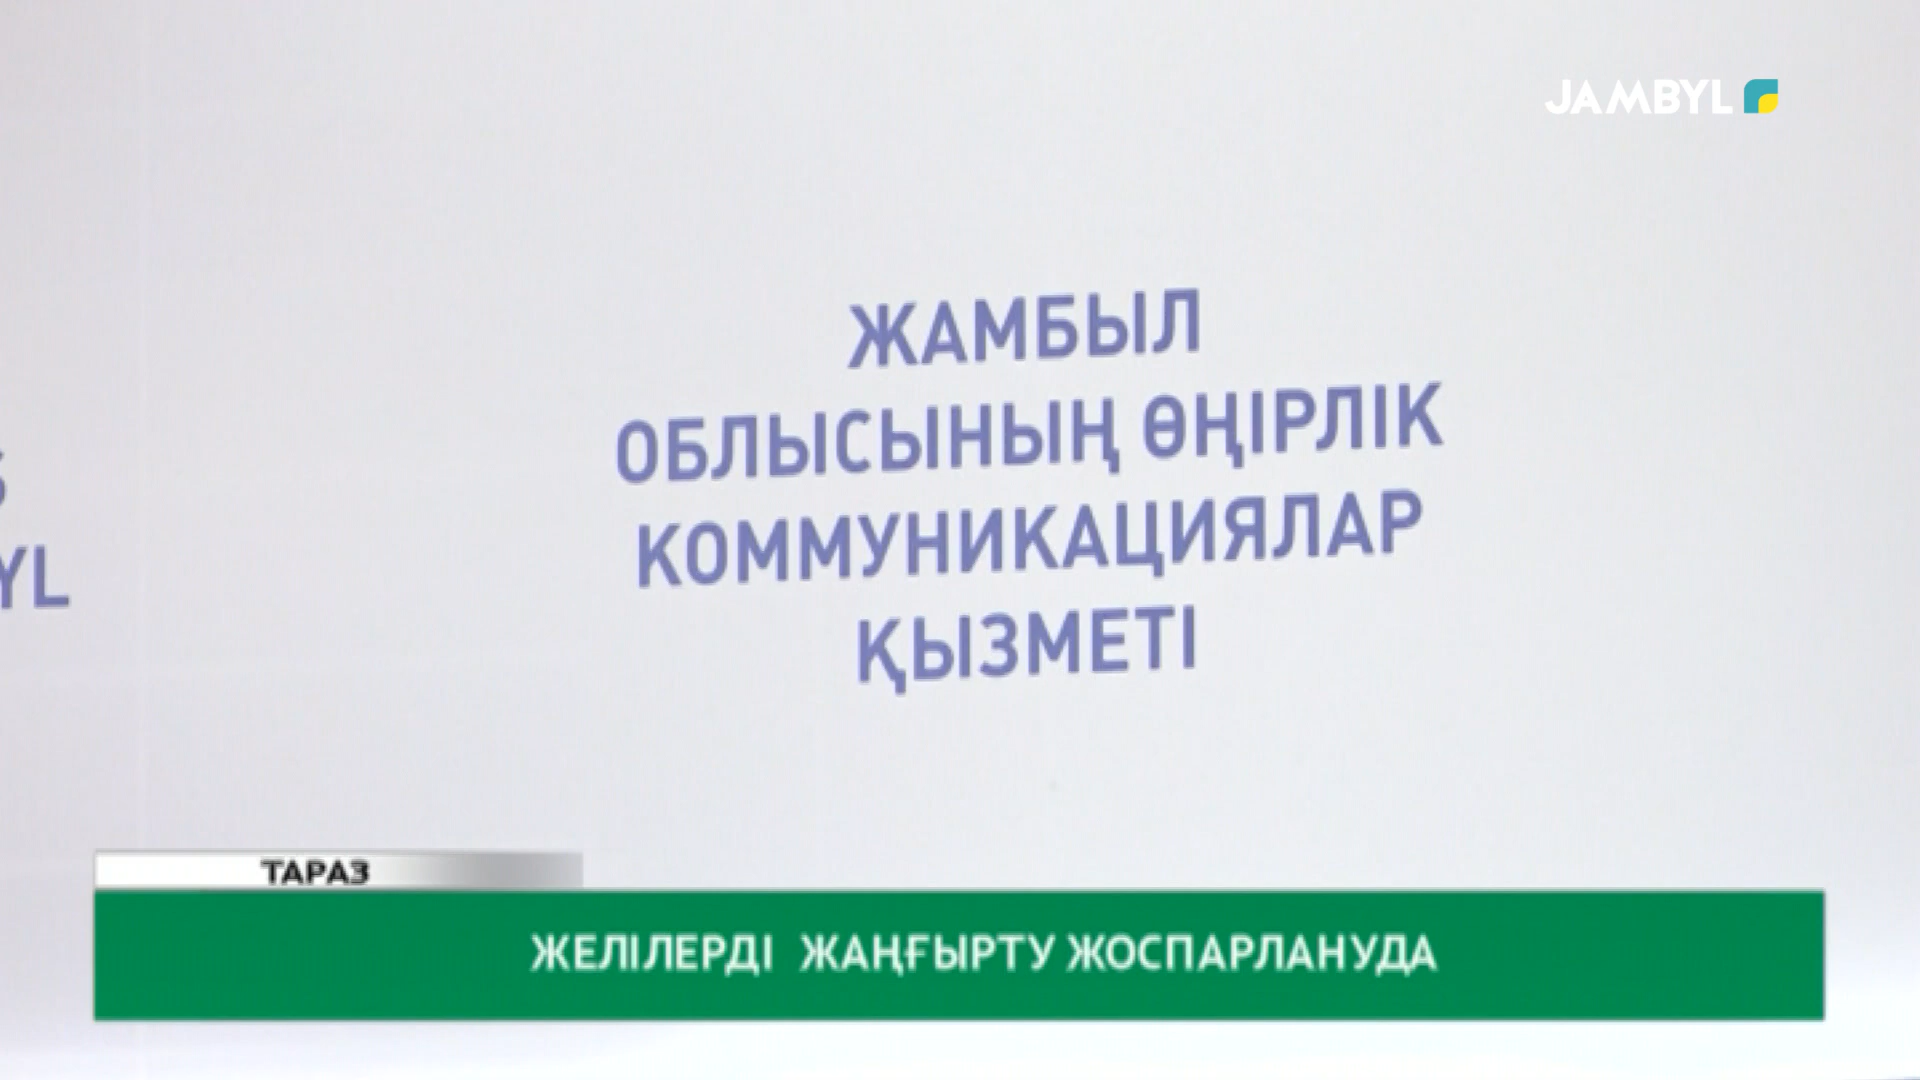 JAMBYL
ЖАМБЫЛ
ОБЛЫСЫНЫҢ ӨҢІРЛІК
КОММУНИКАЦИЯЛАР
ҚЫЗМЕТІ
YL
ТАРАЗ
ЖЕЛІЛЕРДІ ЖАҢҒЫРТУ ЖОСПАРЛАНУДА